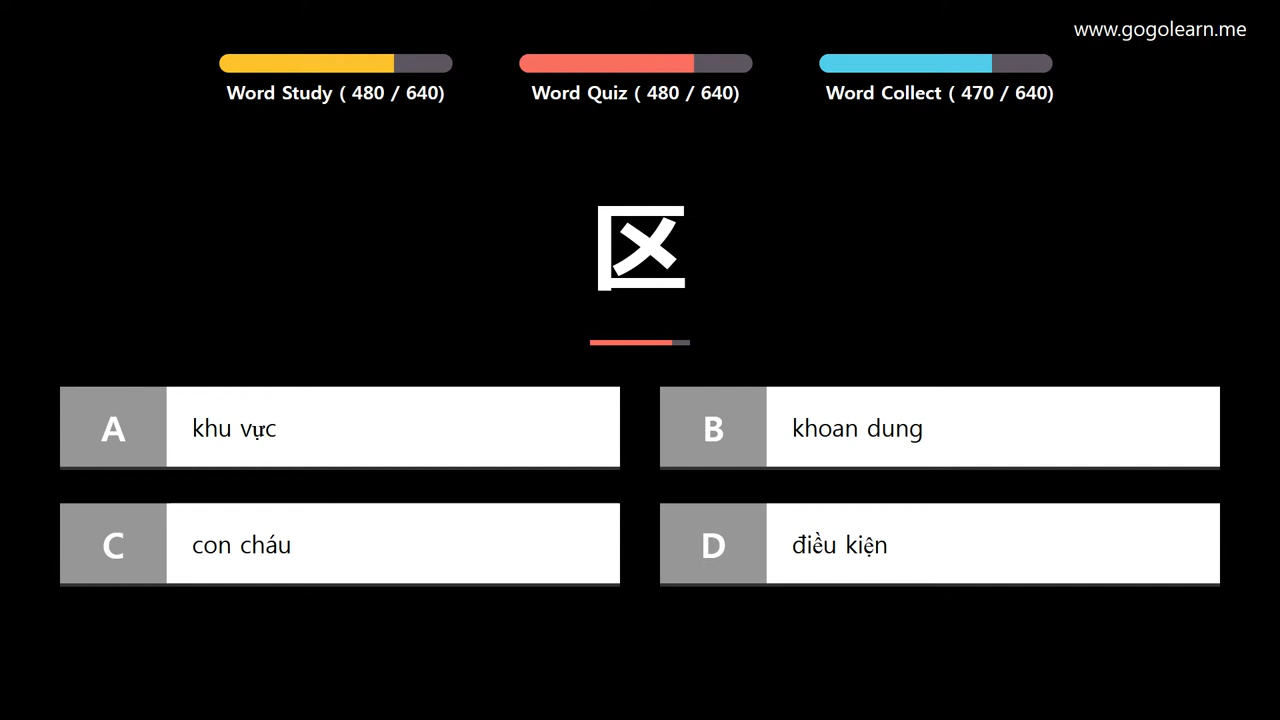 www.gogolearn.me
Word Study ( 480 / 640)
Word Quiz ( 480 / 640)
Word Collect ( 470 / 640)
区
A khu vực
B khoan dung
C con cháu
D điều kiện